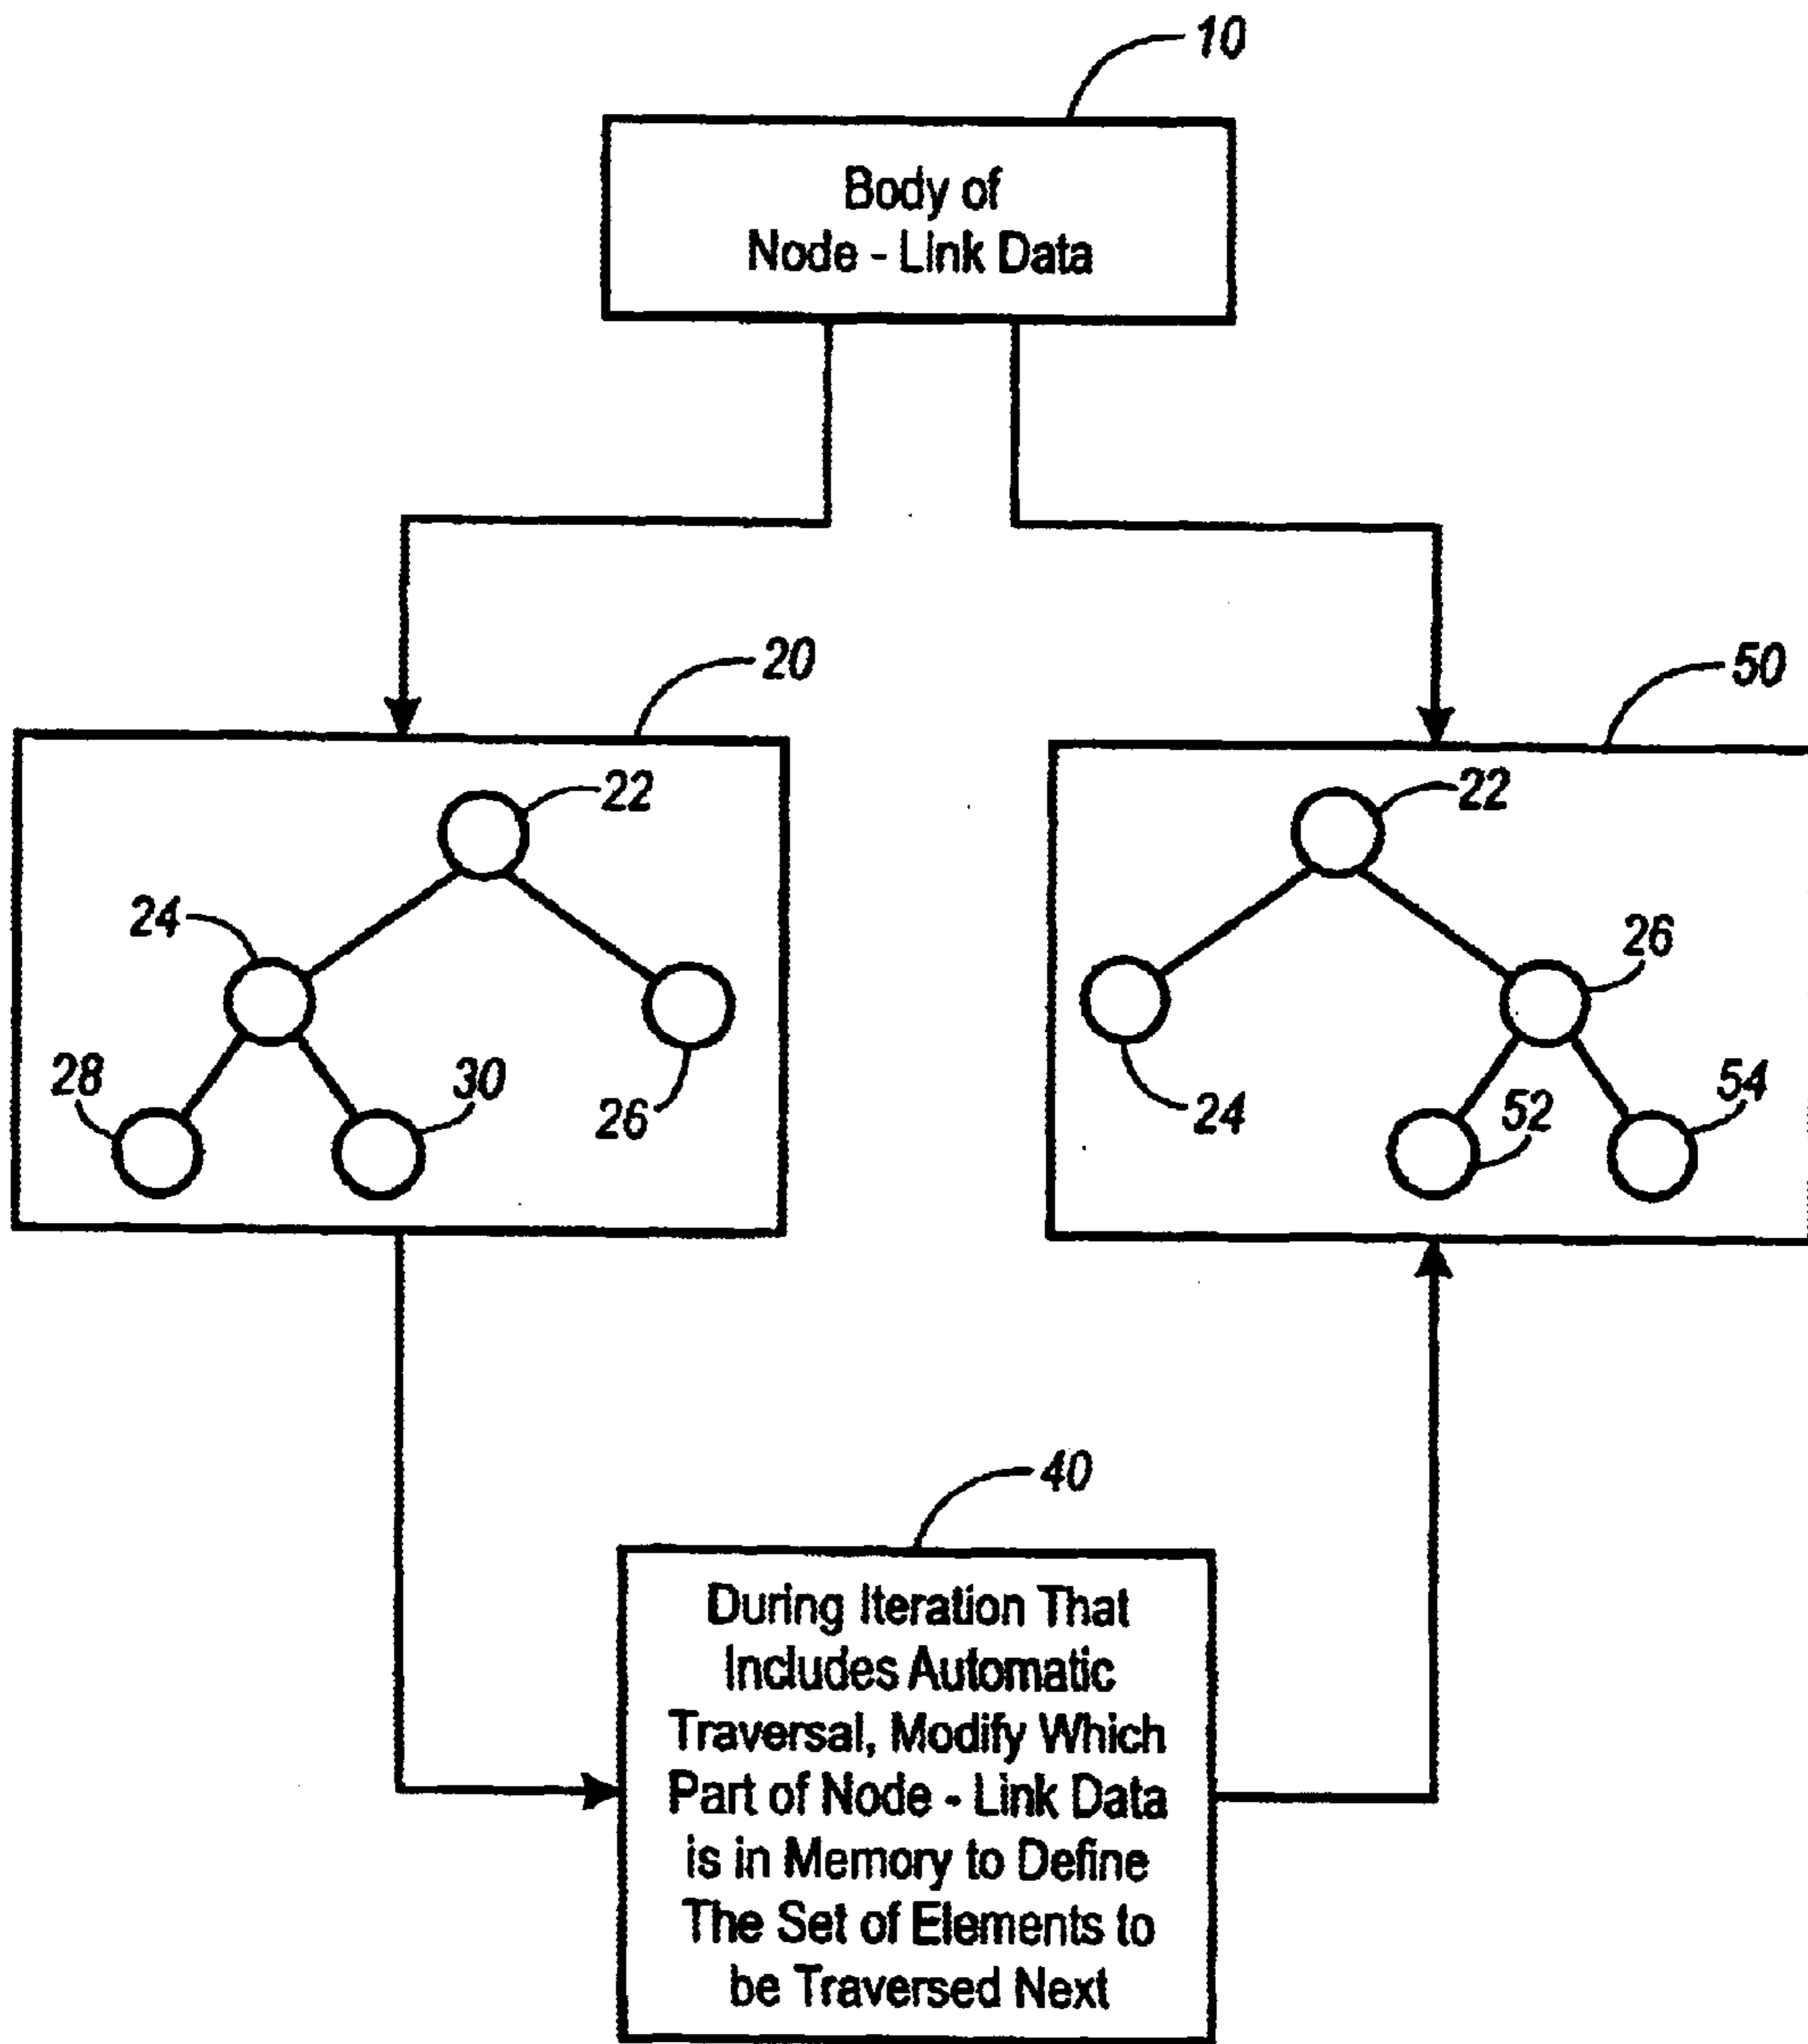 10
Body of
Node - Link Data
20
50
22
24
28
30
26
22
26
24
52
54
40
During Iteration That
Includes Automatic
Traversal, Modify Which
Part of Node - Link Data
is in Memory to Define
The Set of Elements to
be Traversed Next